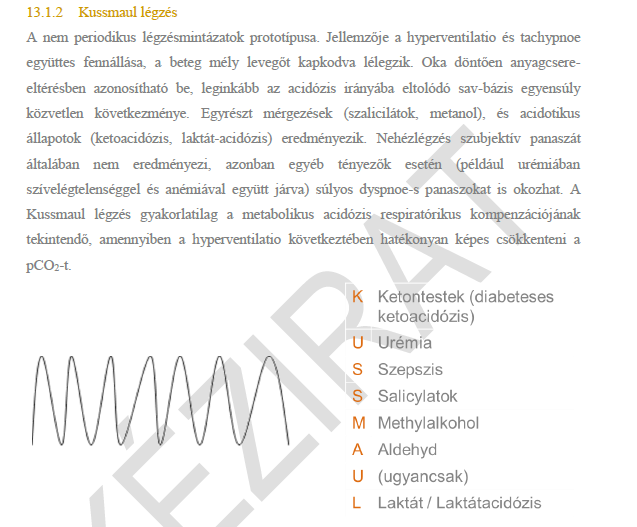 13.1.2 Kussmaul légzés
A nem periodikus légzésmintázatok prototípusa. Jellemzője a hyperventilatio és tachypnoe
együttes fennállása, a beteg mély levegőt kapkodva lélegzik. Oka döntően anyagcsere-
eltérésben azonosítható be, leginkább az acidózis irányába eltolódó sav-bázis egyensúly
közvetlen következménye. Egyrészt mérgezések (szalicilátok, metanol), és acidotikus
állapotok (ketoacidózis, laktát-acidózis) eredményezik. Nehézlégzés szubjektív panaszát
általában nem eredményezi, azonban egyéb tényezők esetén (például urémiában
szívelégtelenséggel és anémiával együtt járva) súlyos dyspnoe-s panaszokat is okozhat. A
Kussmaul légzés gyakorlatilag a metabolikus acidózis respiratórikus kompenzációjának
tekintendő, amennyiben a hyperventilatio következtében hatékonyan képes csökkenteni a
pCO₂-t.
K Ketontestek (diabeteses
ketoacidózis)
U Urémia
S Szepszis
S Salicylatok
M Methylalkohol
A Aldehyd
U (ugyancsak)
L Laktát / Laktátacidózis
KÉZIRAT